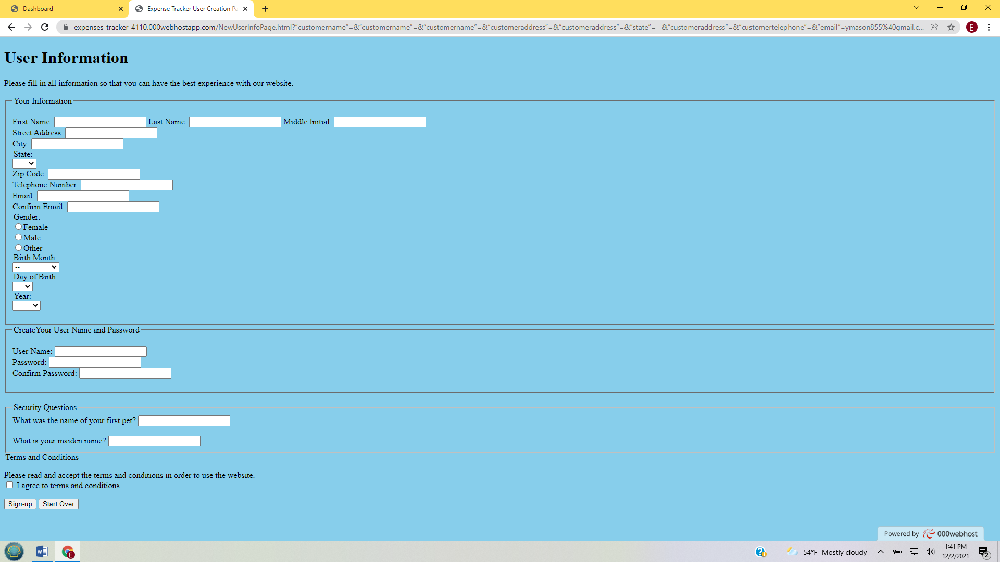 Dashboard
Expense Tracker User Creation Pa
expenses-tracker-4110.000webhostapp.com/NewUserInfoPage.html?"customername"=&"customername"=&"customername"=&"customeraddress"=&"customeraddress"=&"state"=--&"customeraddress"=&"customertelephone"=&"email"=ymason855%40gmail.c...
E
User Information
Please fill in all information so that you can have the best experience with our website.
Your Information
First Name: Last Name: Middle Initial:
Street Address:
City:
State:
--
Zip Code:
Telephone Number:
Email:
Confirm Email:
Gender:
Female
Male
Other
Birth Month:
--
Day of Birth:
--
Year:
--
CreateYour User Name and Password
User Name:
Password:
Confirm Password:
Security Questions
What was the name of your first pet?
What is your maiden name?
Terms and Conditions
Please read and accept the terms and conditions in order to use the website.
I agree to terms and conditions
Sign-up Start Over
Powered by 000webhost
W E ? 54°F Mostly cloudy 1:41 PM
12/2/2021 2